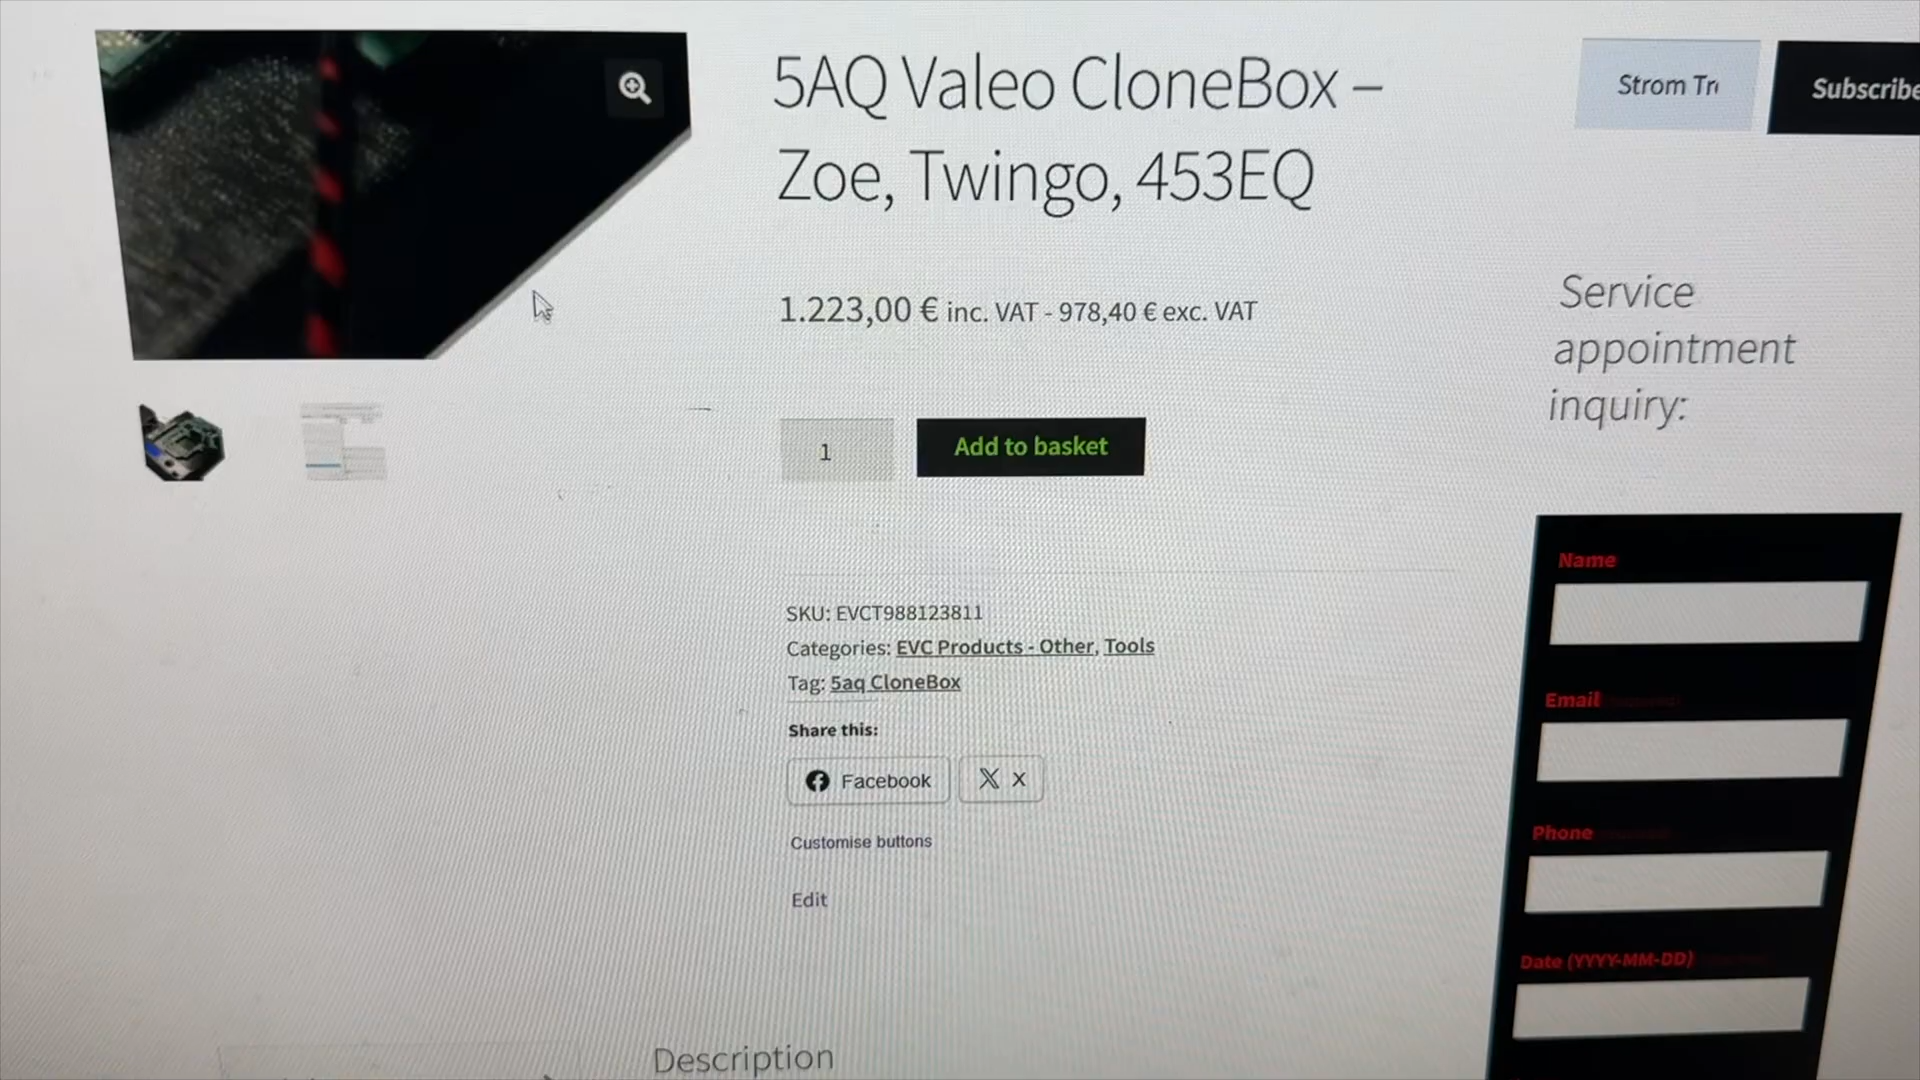 5AQ Valeo CloneBox –
Zoe, Twingo, 453EQ
1.223,00 € inc. VAT - 978,40 € exc. VAT
1
Add to basket
SKU: EVCT988123811
Categories: EVC Products - Other, Tools
Tag: 5aq CloneBox
Share this:
Facebook
X
Customise buttons
Edit
Description
Strom Tr
Subscribe
Service
appointment
inquiry:
Name
Email
Phone
Date (YYYY-MM-DD)